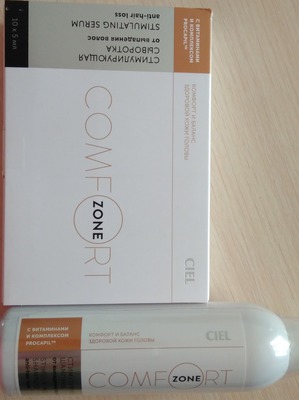 С ВИТАМИНАМИ
И КОМПЛЕКСОМ
PROCAPIL™
КОМФОРТ И БАЛАНС
ЗДОРОВОЙ КОЖИ ГОЛОВЫ
CIEL
COMFORT
ZONE
СТИМУЛИРУЮЩАЯ
СЫВОРОТКА
ОТ ВЫПАДЕНИЯ ВОЛОС
STIMULATING SERUM
anti-hair loss
10 x 5 мл
С ВИТАМИНАМИ
И КОМПЛЕКСОМ
PROCAPIL™
КОМФОРТ И БАЛАНС
ЗДОРОВОЙ КОЖИ ГОЛОВЫ
CIEL
COMFORT
ZONE